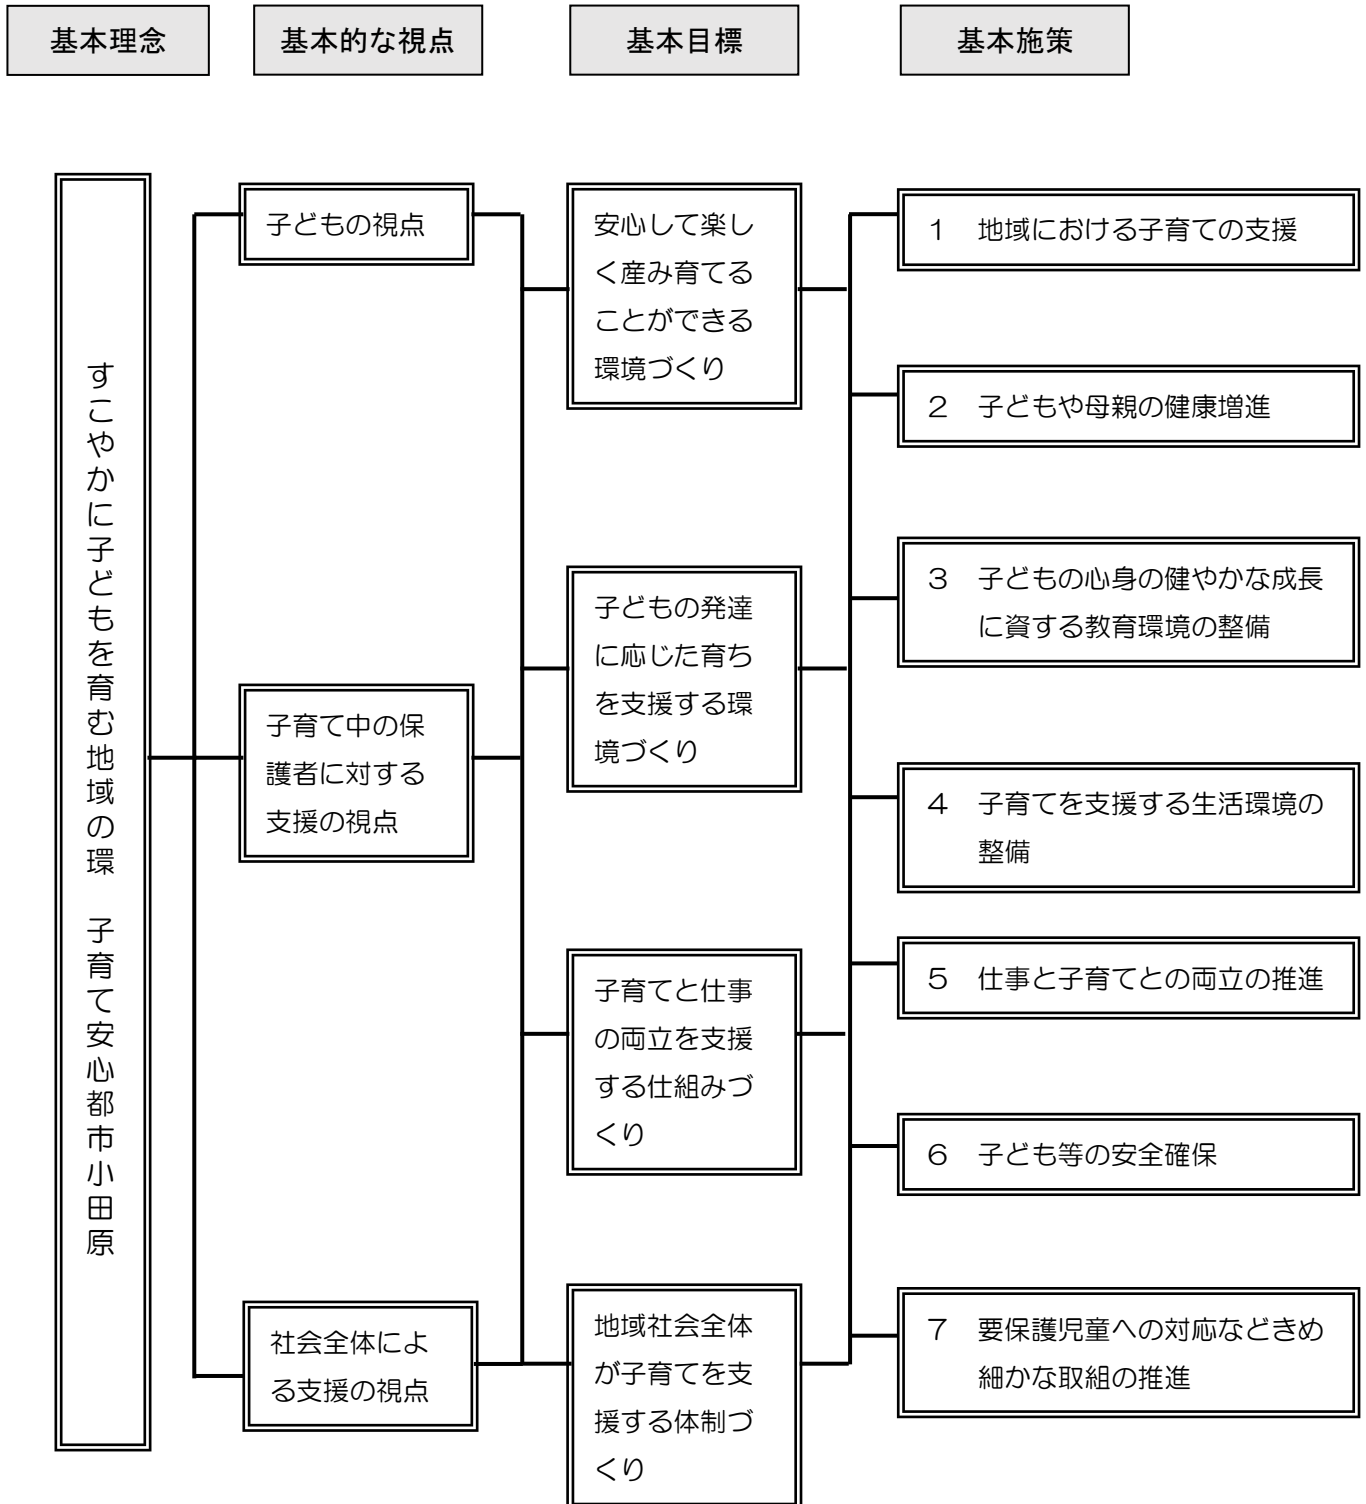 基本理念
基本的な視点
基本目標
基本施策
すこやかに子どもを育む地域の環　子育て安心都市小田原
子どもの視点
子育て中の保
護者に対する
支援の視点
社会全体によ
る支援の視点
安心して楽し
く産み育てる
ことができる
環境づくり
子どもの発達
に応じた育ち
を支援する環
境づくり
子育てと仕事
の両立を支援
する仕組みづ
くり
地域社会全体
が子育てを支
援する体制づ
くり
１　地域における子育ての支援
２　子どもや母親の健康増進
３　子どもの心身の健やかな成長
に資する教育環境の整備
４　子育てを支援する生活環境の
整備
５　仕事と子育てとの両立の推進
６　子ども等の安全確保
７　要保護児童への対応などきめ
細かな取組の推進